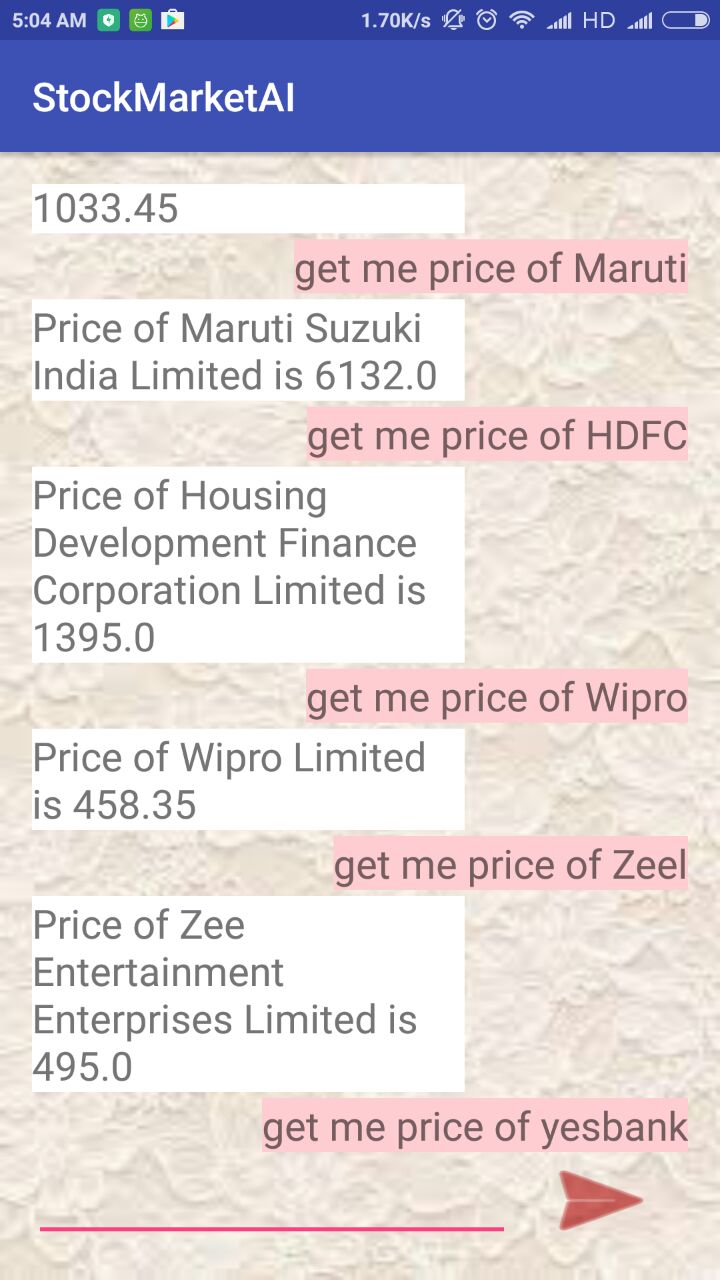 5:04 AM 1.70K/s HD
StockMarketAI
1033.45
get me price of Maruti
Price of Maruti Suzuki
India Limited is 6132.0
get me price of HDFC
Price of Housing
Development Finance
Corporation Limited is
1395.0
get me price of Wipro
Price of Wipro Limited
is 458.35
get me price of Zeel
Price of Zee
Entertainment
Enterprises Limited is
495.0
get me price of yesbank